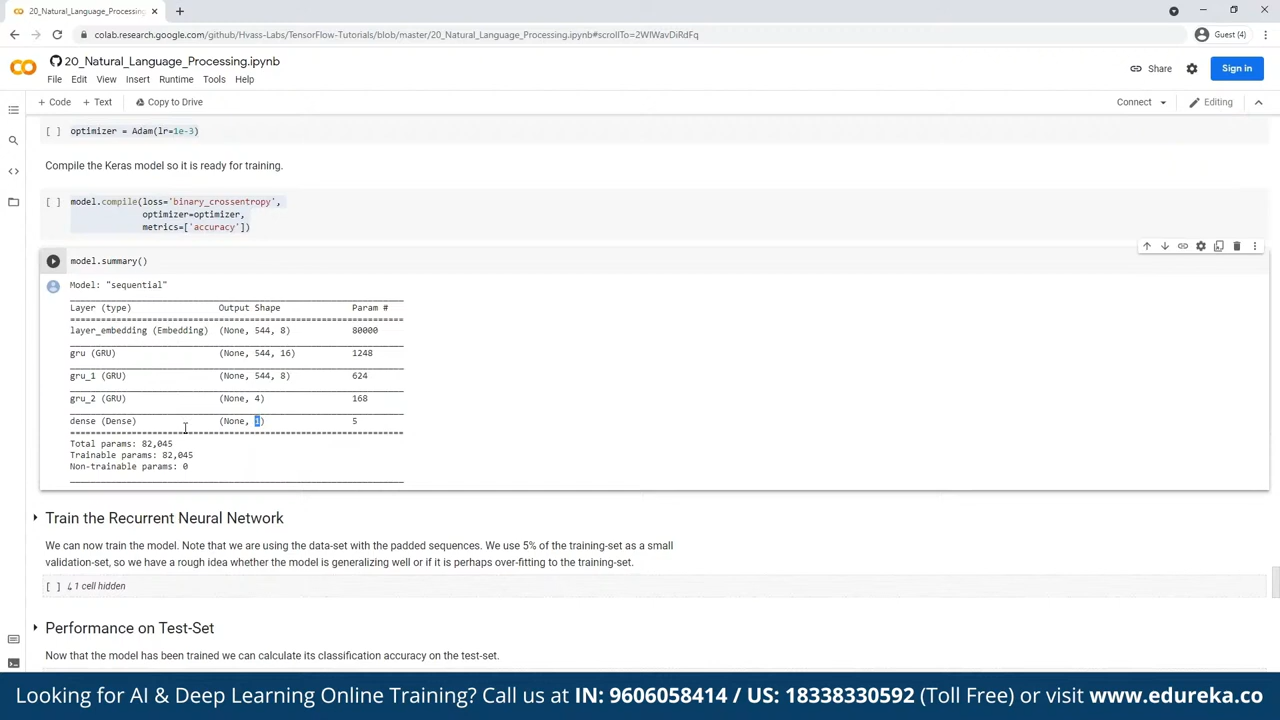 20_Natural_Language_Processing
colab.research.google.com/github/Hvass-Labs/TensorFlow-Tutorials/blob/master/20_Natural_Language_Processing.ipynb#scrollTo=2WlWavDiRdFq
Guest (4)
20_Natural_Language_Processing.ipynb
File Edit View Insert Runtime Tools Help
Share
Sign in
+ Code + Text Copy to Drive
Connect
Editing
[ ] optimizer = Adam(lr=1e-3)
Compile the Keras model so it is ready for training.
[ ] model.compile(loss='binary_crossentropy',
optimizer=optimizer,
metrics=['accuracy'])
model.summary()
Model: "sequential"
Layer (type) Output Shape Param #
layer_embedding (Embedding) (None, 544, 8) 80000
gru (GRU) (None, 544, 16) 1248
gru_1 (GRU) (None, 544, 8) 624
gru_2 (GRU) (None, 4) 168
dense (Dense) (None, 1) 5
Total params: 82,045
Trainable params: 82,045
Non-trainable params: 0
Train the Recurrent Neural Network
We can now train the model. Note that we are using the data-set with the padded sequences. We use 5% of the training-set as a small
validation-set, so we have a rough idea whether the model is generalizing well or if it is perhaps over-fitting to the training-set.
[ ] ↳ 1 cell hidden
Performance on Test-Set
Now that the model has been trained we can calculate its classification accuracy on the test-set.
Looking for AI & Deep Learning Online Training? Call us at IN: 9606058414 / US: 18338330592 (Toll Free) or visit www.edureka.co